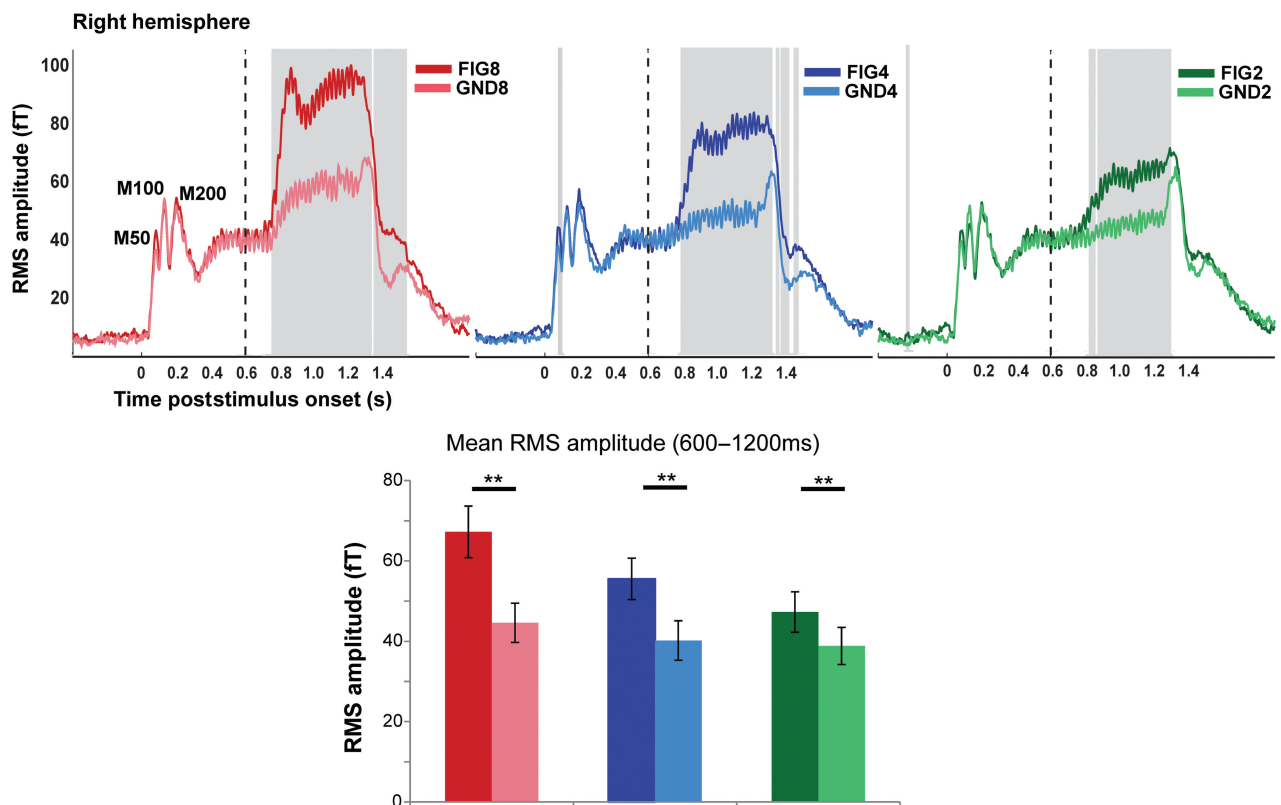 Right hemisphere
RMS amplitude (fT)
100
80
60
40
20
M50
M100
M200
FIG8
GND8
FIG4
GND4
FIG2
GND2
0 0.2 0.4 0.6 0.8 1.0 1.2 1.4
0 0.2 0.4 0.6 0.8 1.0 1.2 1.4
0 0.2 0.4 0.6 0.8 1.0 1.2 1.4
Time poststimulus onset (s)
Mean RMS amplitude (600–1200ms)
RMS amplitude (fT)
80
60
40
20
0
**
**
**